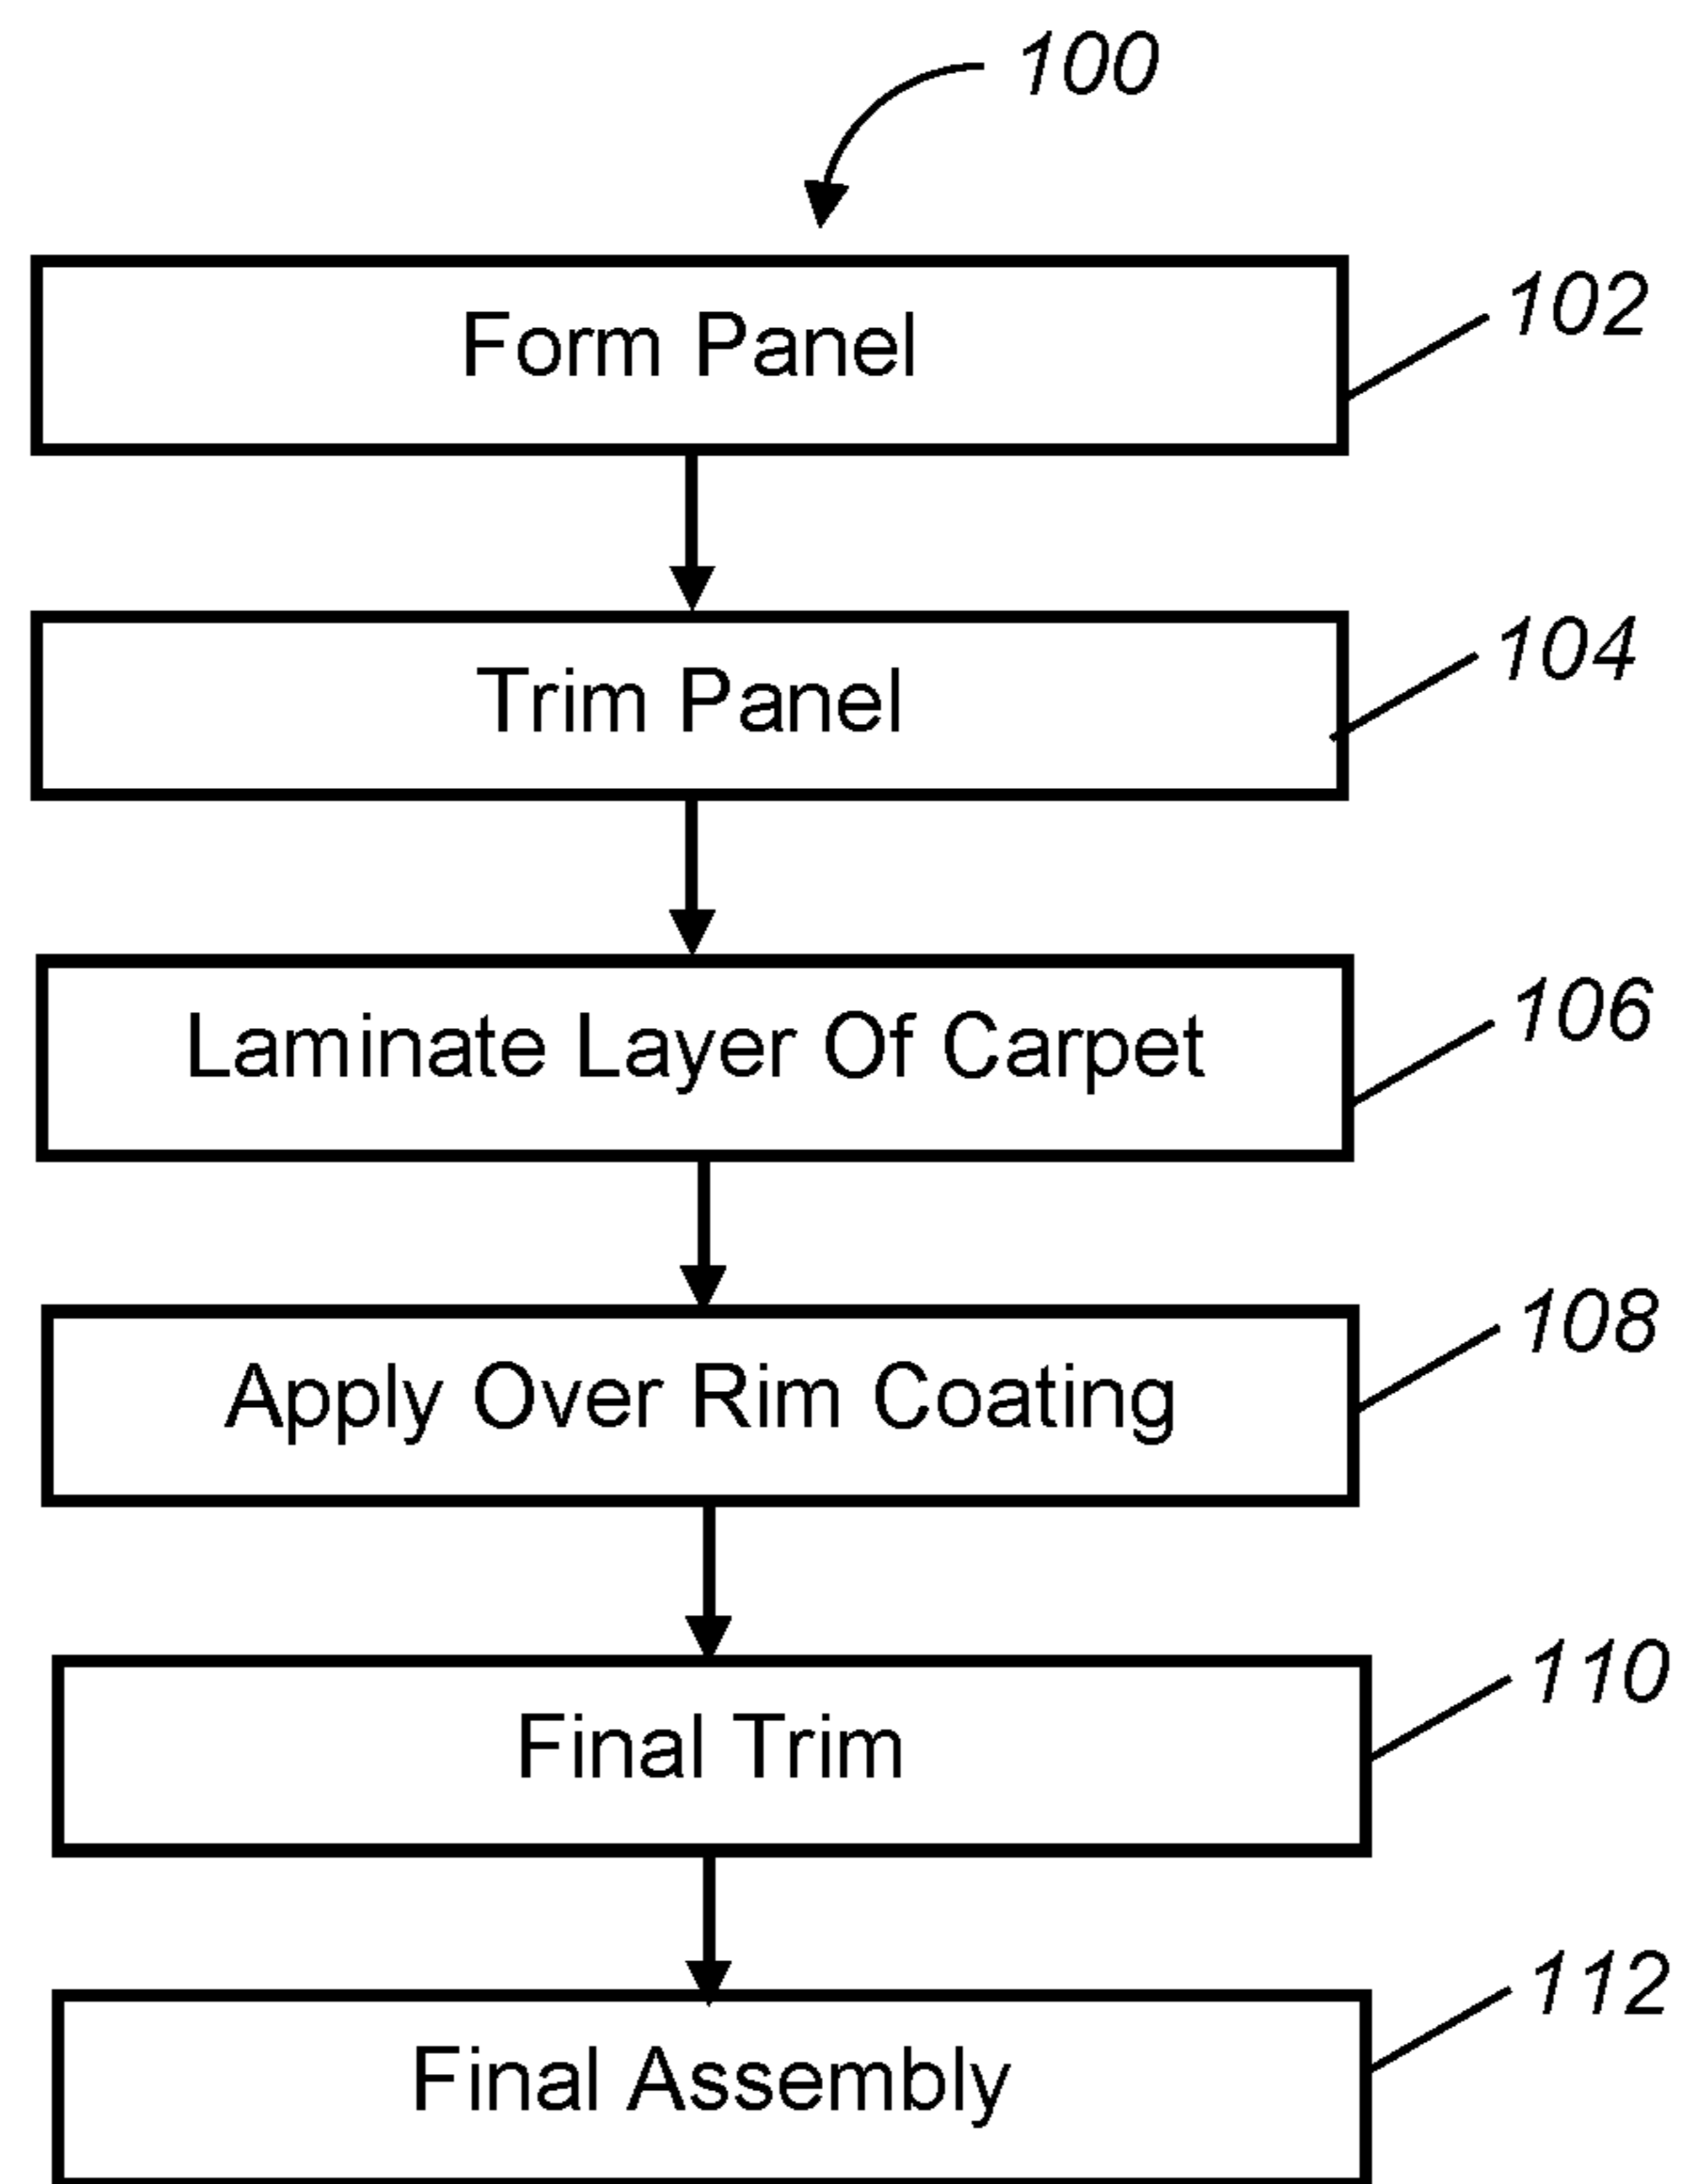 100
Form Panel
102
Trim Panel
104
Laminate Layer Of Carpet
106
Apply Over Rim Coating
108
Final Trim
110
Final Assembly
112